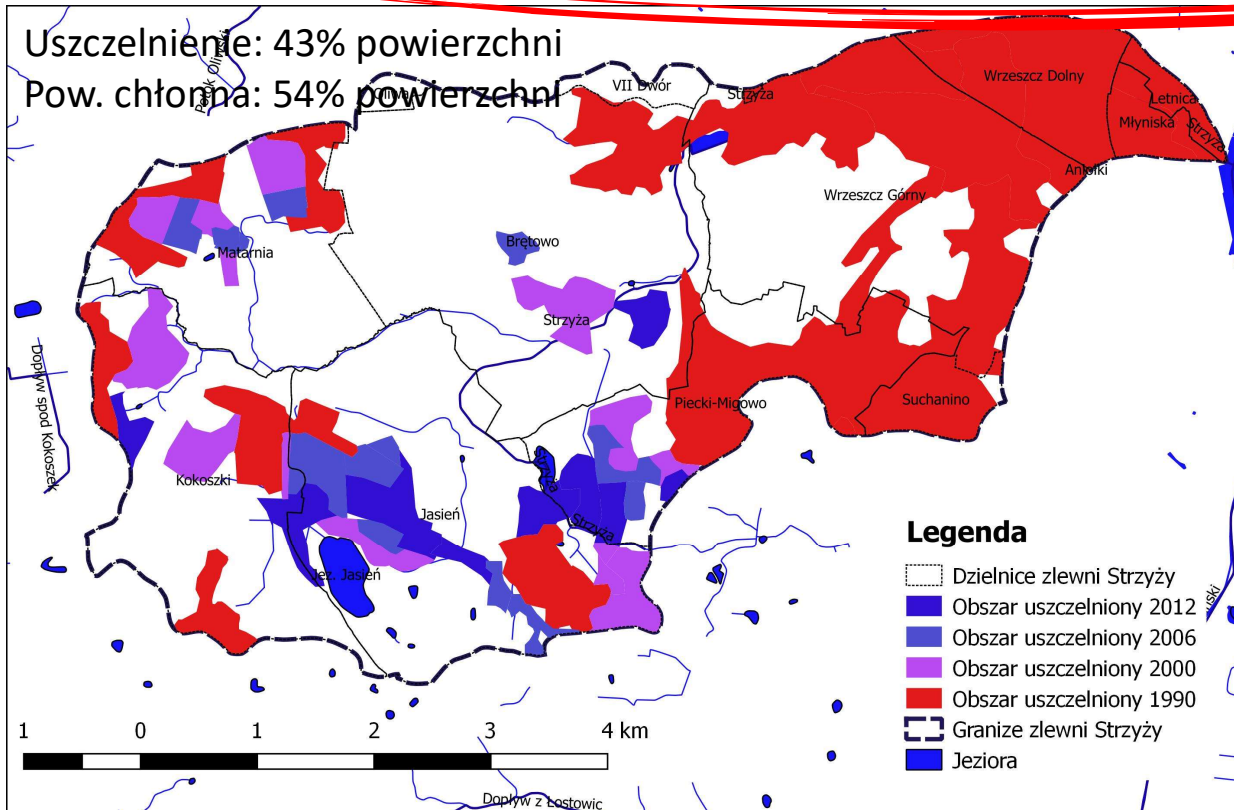 Uszczelnienie: 43% powierzchni
Pow. chłonna: 54% powierzchni
Potok Oliwski
Oliwa
VII Dwór
Strzyża
Wrzeszcz Dolny
Letnica
Młyniska
Strzyża
Aniołki
Wrzeszcz Górny
Brętowo
Matarnia
Strzyża
Dopływ spod Kokoszek
Piecki-Migowo
Suchanino
Kokoszki
Strzyża
Jasień
Strzyża
Jez. Jasień
Legenda
Dzielnice zlewni Strzyży
Obszar uszczelniony 2012
Obszar uszczelniony 2006
Obszar uszczelniony 2000
Obszar uszczelniony 1990
Granize zlewni Strzyży
Jeziora
1 0 1 2 3 4 km
Dopływ z Łostowic